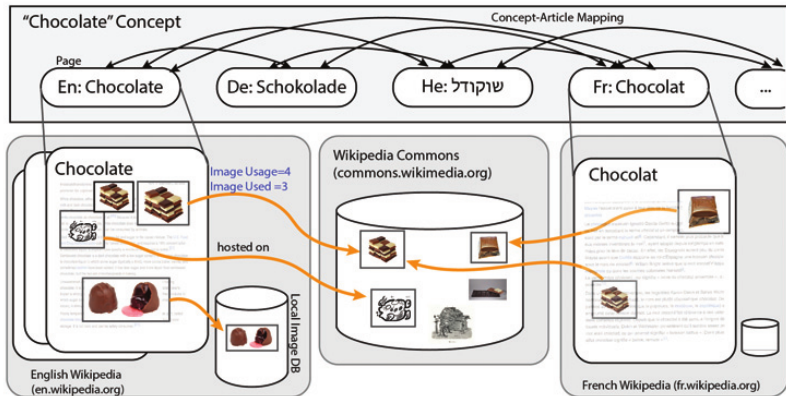 “Chocolate” Concept
Concept-Article Mapping
Page
En: Chocolate
De: Schokolade
He: שוקודל
Fr: Chocolat
...
Chocolate
Image Usage=4
Image Used =3
hosted on
Local Image DB
English Wikipedia
(en.wikipedia.org)
Wikipedia Commons
(commons.wikimedia.org)
Chocolat
French Wikipedia (fr.wikipedia.org)